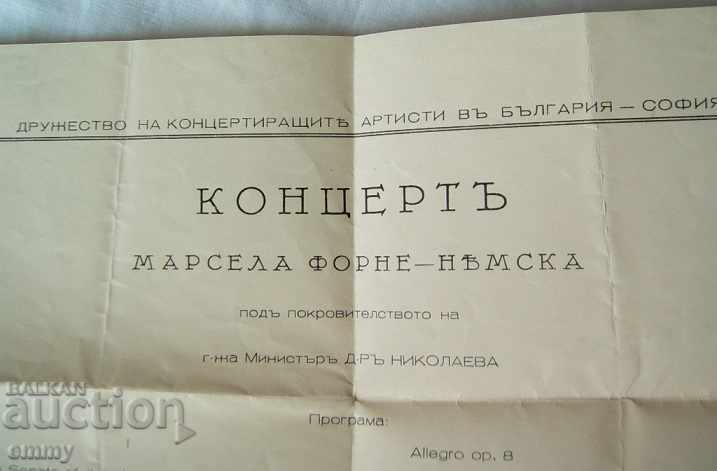 ДРУЖЕСТВО НА КОНЦЕРТИРАЩИТѢ АРТИСТИ ВЪ БЪЛГАРИЯ — СОФИЯ
КОНЦЕРТЪ
МАРСЕЛА ФОРНЕ—НѢМСКА
подъ покровителството на
г-жа Министъръ Д-РЪ НИКОЛАЕВА
Програма:
Allegro op. 8
BALKAN
auction
emmy